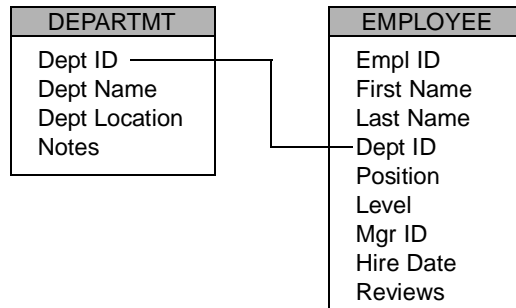 DEPARTMT
Dept ID
Dept Name
Dept Location
Notes
EMPLOYEE
Empl ID
First Name
Last Name
Dept ID
Position
Level
Mgr ID
Hire Date
Reviews